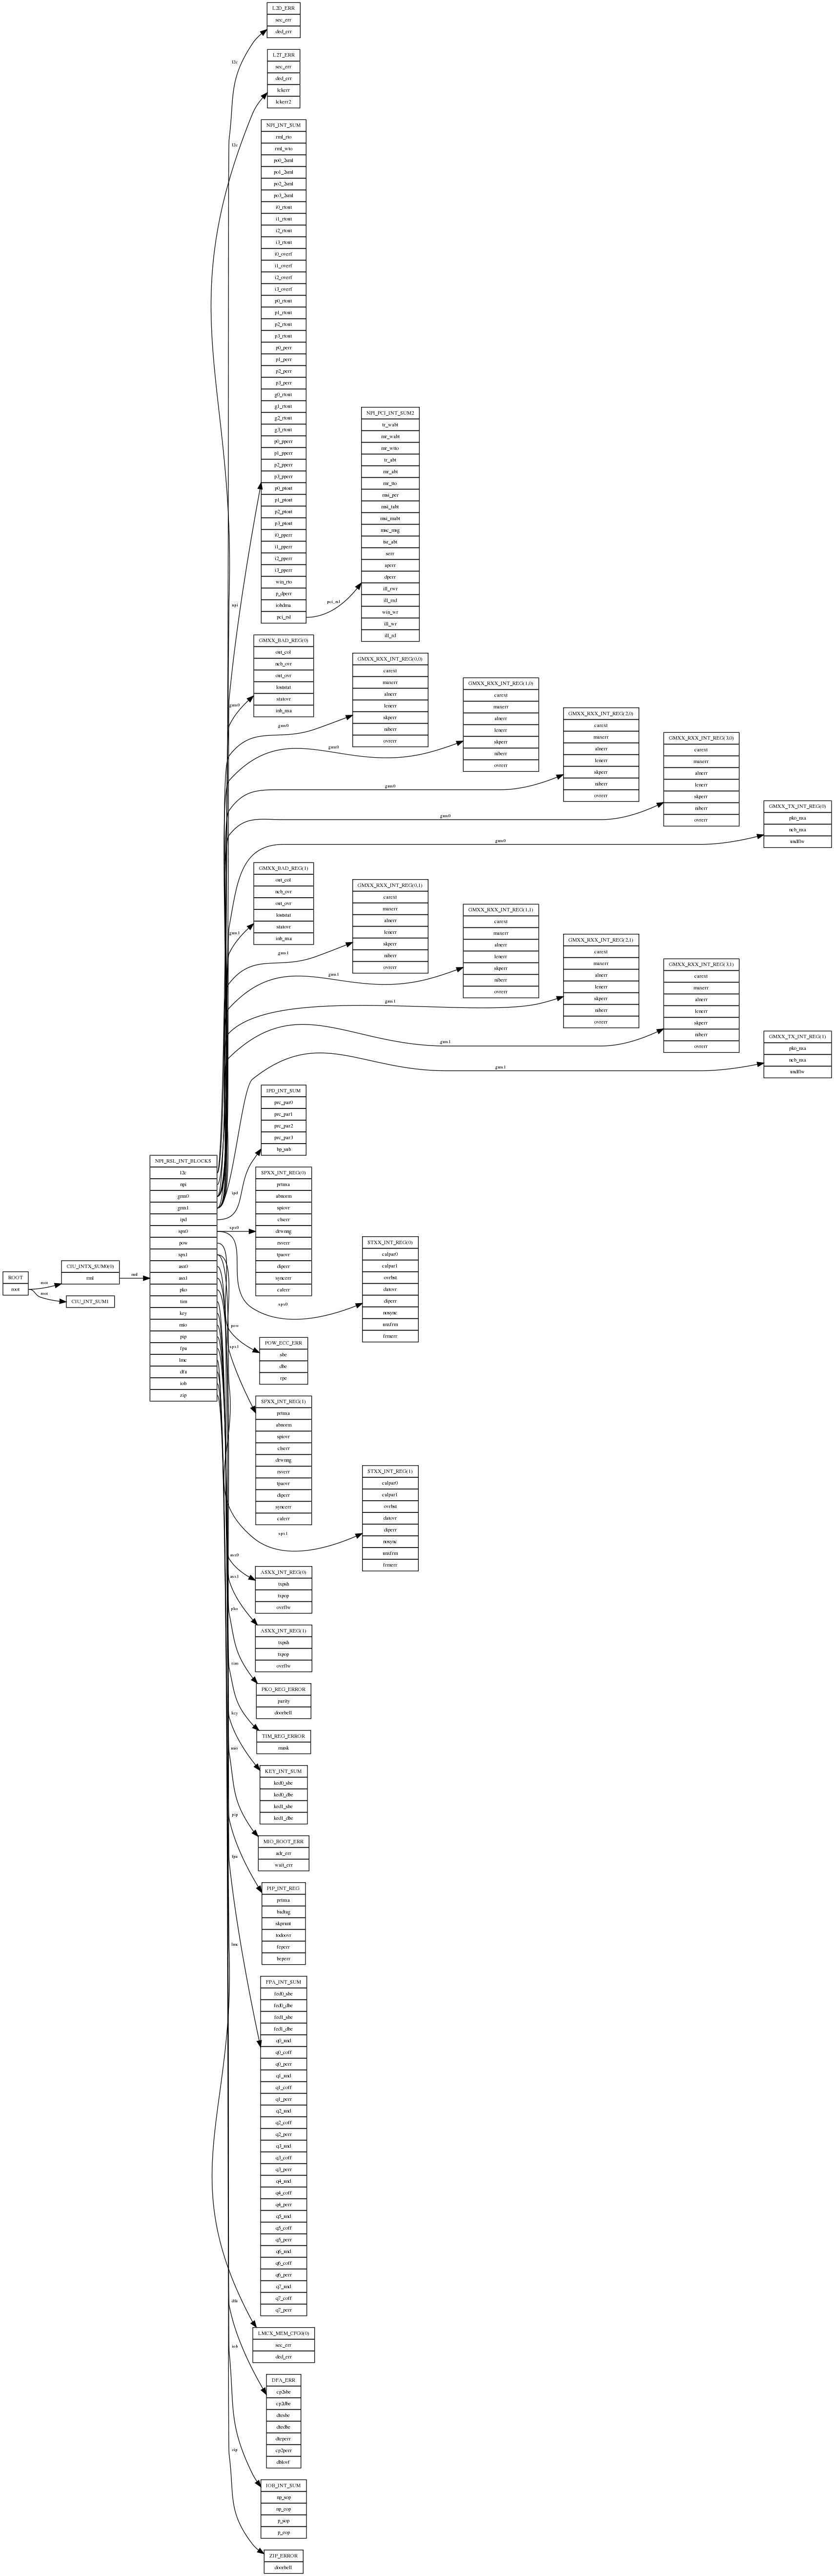 L2D_ERR
sec_err
ded_err
l2c
L2T_ERR
sec_err
ded_err
lckerr
lckerr2
l2c
NPI_INT_SUM
rml_rto
rml_wto
po0_2sml
po1_2sml
po2_2sml
po3_2sml
i0_rtout
i1_rtout
i2_rtout
i3_rtout
i0_overf
i1_overf
i2_overf
i3_overf
p0_rtout
p1_rtout
p2_rtout
p3_rtout
p0_perr
p1_perr
p2_perr
p3_perr
g0_rtout
g1_rtout
g2_rtout
g3_rtout
p0_pperr
p1_pperr
p2_pperr
p3_pperr
p0_ptout
p1_ptout
p2_ptout
p3_ptout
i0_pperr
i1_pperr
i2_pperr
i3_pperr
win_rto
p_dperr
iobdma
pci_rsl
npi
pci_rsl
NPI_PCI_INT_SUM2
tr_wabt
mr_wabt
mr_wtto
tr_abt
mr_abt
mr_tto
msi_per
msi_tabt
msi_mabt
msc_msg
tsr_abt
serr
aperr
dperr
ill_rwr
ill_rrd
win_wr
ill_wr
ill_rd
GMXX_BAD_REG(0)
out_col
ncb_ovr
out_ovr
loststat
statovr
inb_nxa
gmx0
GMXX_RXX_INT_REG(0,0)
carext
maxerr
alnerr
lenerr
skperr
niberr
ovrerr
gmx0
GMXX_RXX_INT_REG(1,0)
carext
maxerr
alnerr
lenerr
skperr
niberr
ovrerr
gmx0
GMXX_RXX_INT_REG(2,0)
carext
maxerr
alnerr
lenerr
skperr
niberr
ovrerr
gmx0
GMXX_RXX_INT_REG(3,0)
carext
maxerr
alnerr
lenerr
skperr
niberr
ovrerr
gmx0
GMXX_TX_INT_REG(0)
pko_nxa
ncb_nxa
undflw
gmx0
GMXX_BAD_REG(1)
out_col
ncb_ovr
out_ovr
loststat
statovr
inb_nxa
gmx1
GMXX_RXX_INT_REG(0,1)
carext
maxerr
alnerr
lenerr
skperr
niberr
ovrerr
gmx1
GMXX_RXX_INT_REG(1,1)
carext
maxerr
alnerr
lenerr
skperr
niberr
ovrerr
gmx1
GMXX_RXX_INT_REG(2,1)
carext
maxerr
alnerr
lenerr
skperr
niberr
ovrerr
gmx1
GMXX_RXX_INT_REG(3,1)
carext
maxerr
alnerr
lenerr
skperr
niberr
ovrerr
gmx1
GMXX_TX_INT_REG(1)
pko_nxa
ncb_nxa
undflw
gmx1
IPD_INT_SUM
prc_par0
prc_par1
prc_par2
prc_par3
bp_sub
ipd
NPI_RSL_INT_BLOCKS
l2c
npi
gmx0
gmx1
ipd
spx0
pow
spx1
asx0
asx1
pko
tim
key
mio
pip
fpa
lmc
dfa
iob
zip
ROOT
root
root
root
CIU_INTX_SUM0(0)
rml
rml
CIU_INT_SUM1
SPXX_INT_REG(0)
prtnxa
abnorm
spiovr
clserr
drwnng
rsverr
tpaovr
diperr
syncerr
calerr
spx0
STXX_INT_REG(0)
calpar0
calpar1
ovrbst
datovr
diperr
nosync
unxfrm
frmerr
spx0
POW_ECC_ERR
sbe
dbe
rpe
pow
SPXX_INT_REG(1)
prtnxa
abnorm
spiovr
clserr
drwnng
rsverr
tpaovr
diperr
syncerr
calerr
spx1
STXX_INT_REG(1)
calpar0
calpar1
ovrbst
datovr
diperr
nosync
unxfrm
frmerr
spx1
ASXX_INT_REG(0)
txpsh
txpop
ovrflw
asx0
ASXX_INT_REG(1)
txpsh
txpop
ovrflw
asx1
PKO_REG_ERROR
parity
doorbell
pko
TIM_REG_ERROR
mask
tim
KEY_INT_SUM
ked0_sbe
ked0_dbe
ked1_sbe
ked1_dbe
key
MIO_BOOT_ERR
adr_err
wait_err
mio
PIP_INT_REG
prtnxa
badtag
skprunt
todoovr
feperr
beperr
pip
FPA_INT_SUM
fed0_sbe
fed0_dbe
fed1_sbe
fed1_dbe
q0_und
q0_coff
q0_perr
q1_und
q1_coff
q1_perr
q2_und
q2_coff
q2_perr
q3_und
q3_coff
q3_perr
q4_und
q4_coff
q4_perr
q5_und
q5_coff
q5_perr
q6_und
q6_coff
q6_perr
q7_und
q7_coff
q7_perr
fpa
LMCX_MEM_CFG0(0)
sec_err
ded_err
lmc
DFA_ERR
cp2sbe
cp2dbe
dtesbe
dtedbe
dteperr
cp2perr
dblovf
dfa
IOB_INT_SUM
np_sop
np_eop
p_sop
p_eop
iob
ZIP_ERROR
doorbell
zip